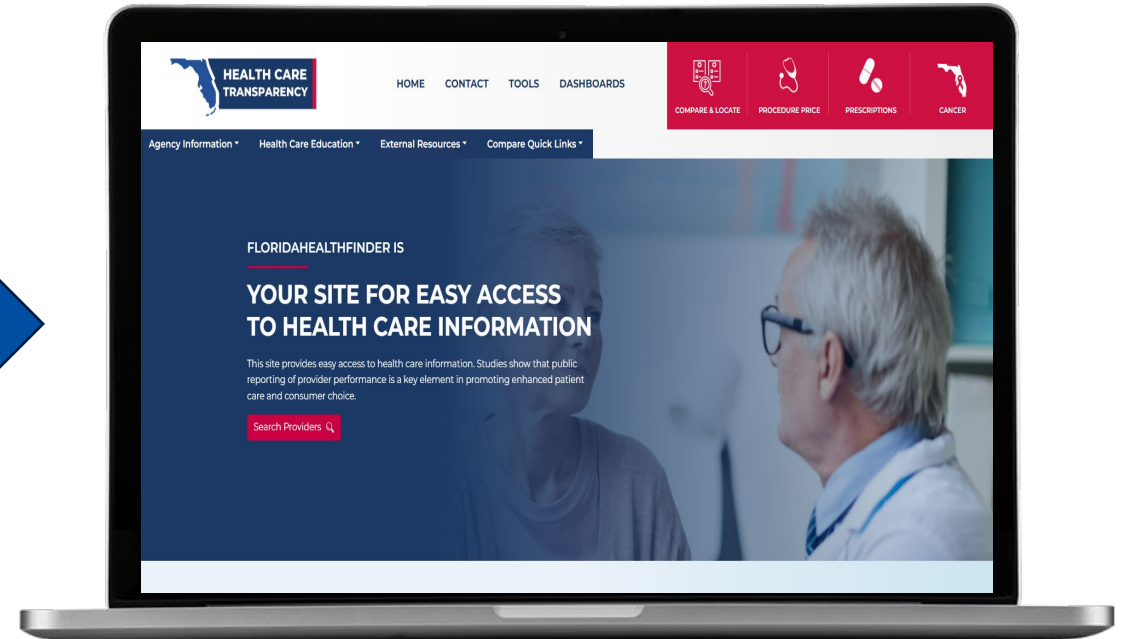 HEALTH CARE
TRANSPARENCY
HOME CONTACT TOOLS DASHBOARDS
COMPARE & LOCATE PROCEDURE PRICE PRESCRIPTIONS CANCER
Agency Information Health Care Education External Resources Compare Quick Links
FLORIDAHEALTHFINDER IS
YOUR SITE FOR EASY ACCESS
TO HEALTH CARE INFORMATION
This site provides easy access to health care information. Studies show that public
reporting of provider performance is a key element in promoting enhanced patient
care and consumer choice.
Search Providers